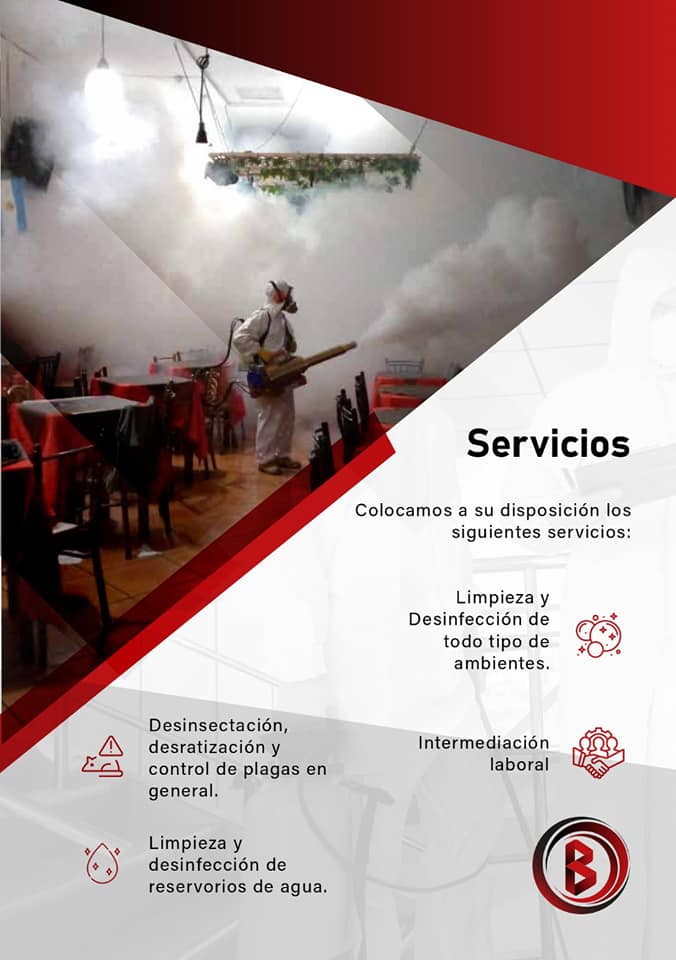 Servicios
Colocamos a su disposición los
siguientes servicios:
Limpieza y
Desinfección de
todo tipo de
ambientes.
Intermediación
laboral
Desinsectación,
desratización y
control de plagas en
general.
Limpieza y
desinfección de
reservorios de agua.
B